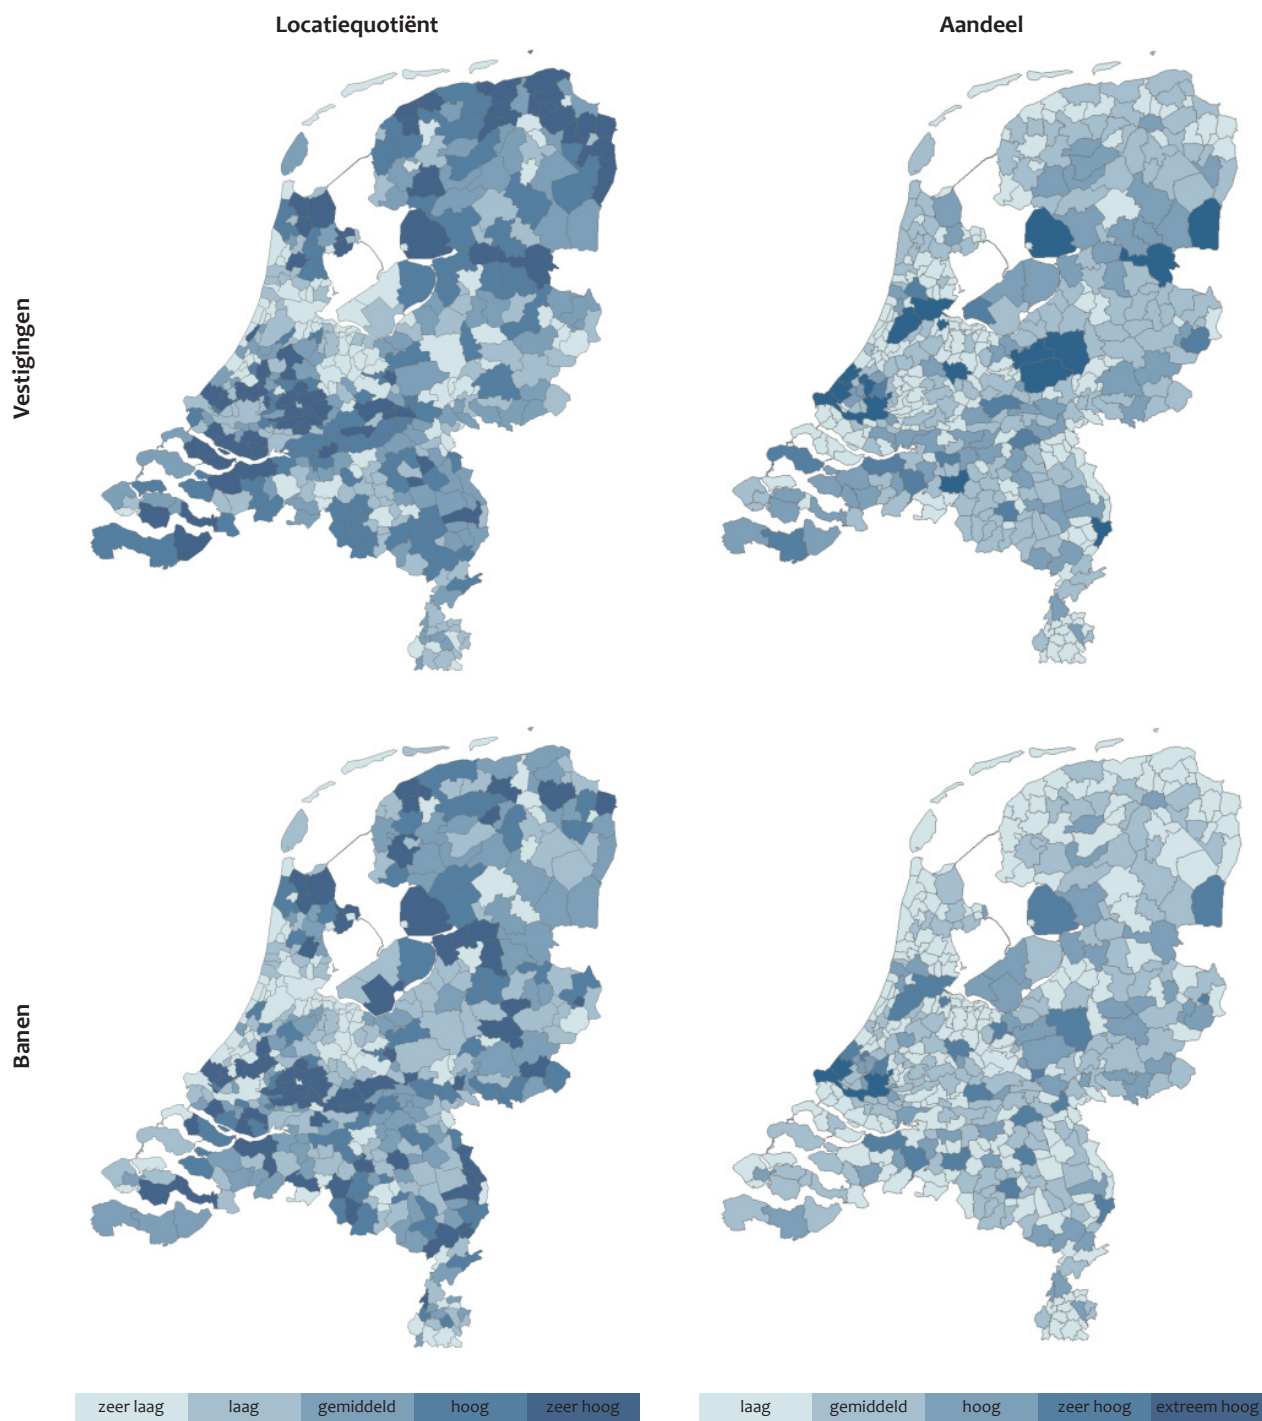 Locatiequotiënt
Aandeel
Vestigingen
Banen
zeer laag laag gemiddeld hoog zeer hoog
laag gemiddeld hoog zeer hoog extreem hoog